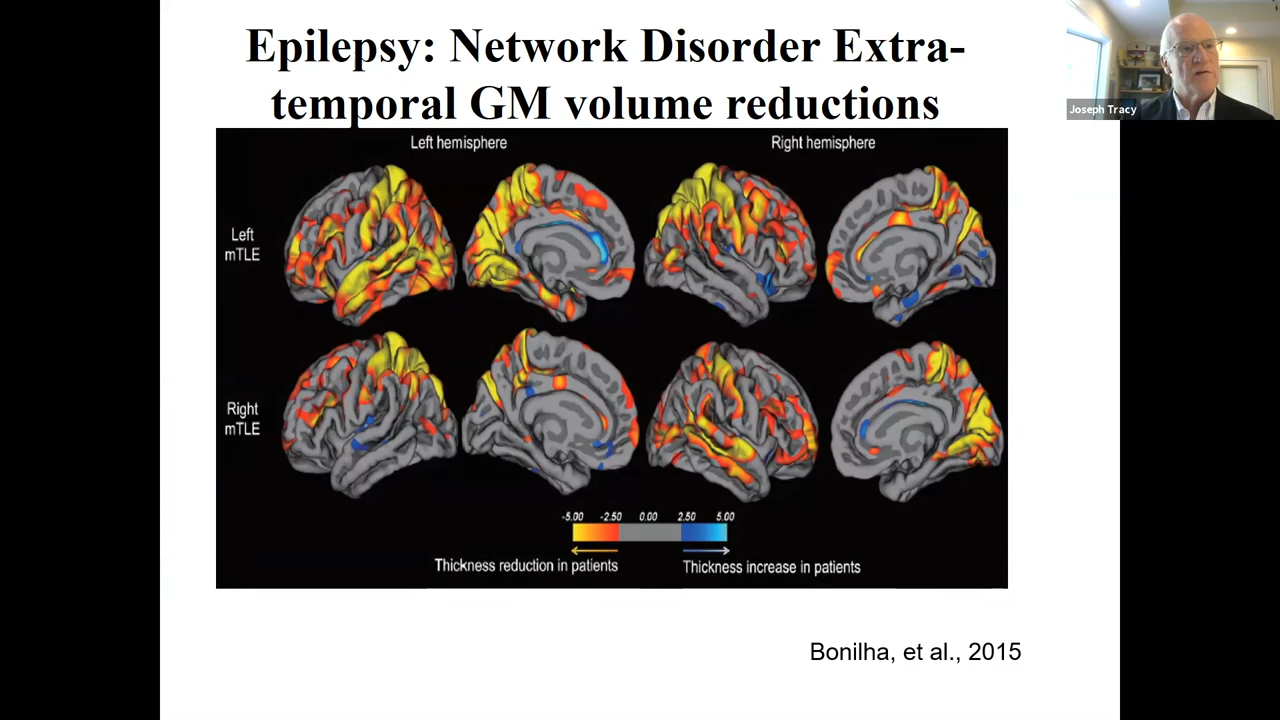 Epilepsy: Network Disorder Extra-
temporal GM volume reductions
Joseph Tracy
Left hemisphere
Right hemisphere
Left
mTLE
Right
mTLE
-5.00 -2.50 0.00 2.50 5.00
Thickness reduction in patients
Thickness increase in patients
Bonilha, et al., 2015